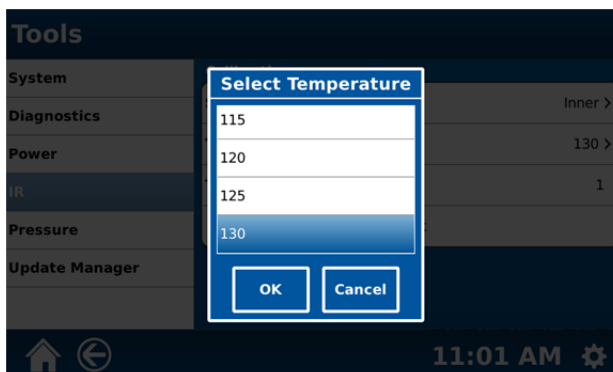 Tools
System
Diagnostics
Power
IR
Pressure
Update Manager
Select Temperature
115
120
125
130
OK
Cancel
Inner >
130 >
1
11:01 AM